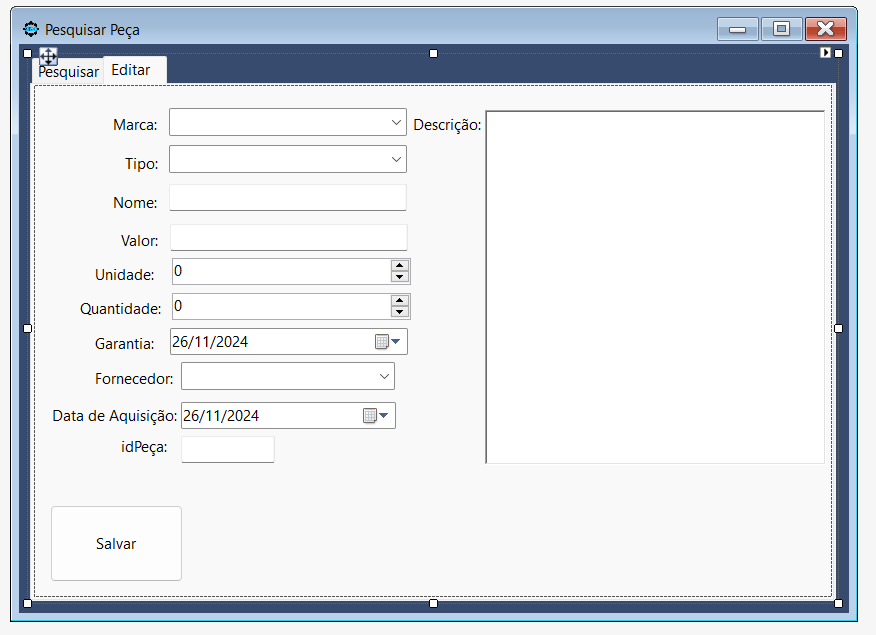 Pesquisar Peça
Pesquisar Editar
Marca:
Descrição:
Tipo:
Nome:
Valor:
Unidade: 0
Quantidade: 0
Garantia: 26/11/2024
Fornecedor:
Data de Aquisição: 26/11/2024
idPeça:
Salvar